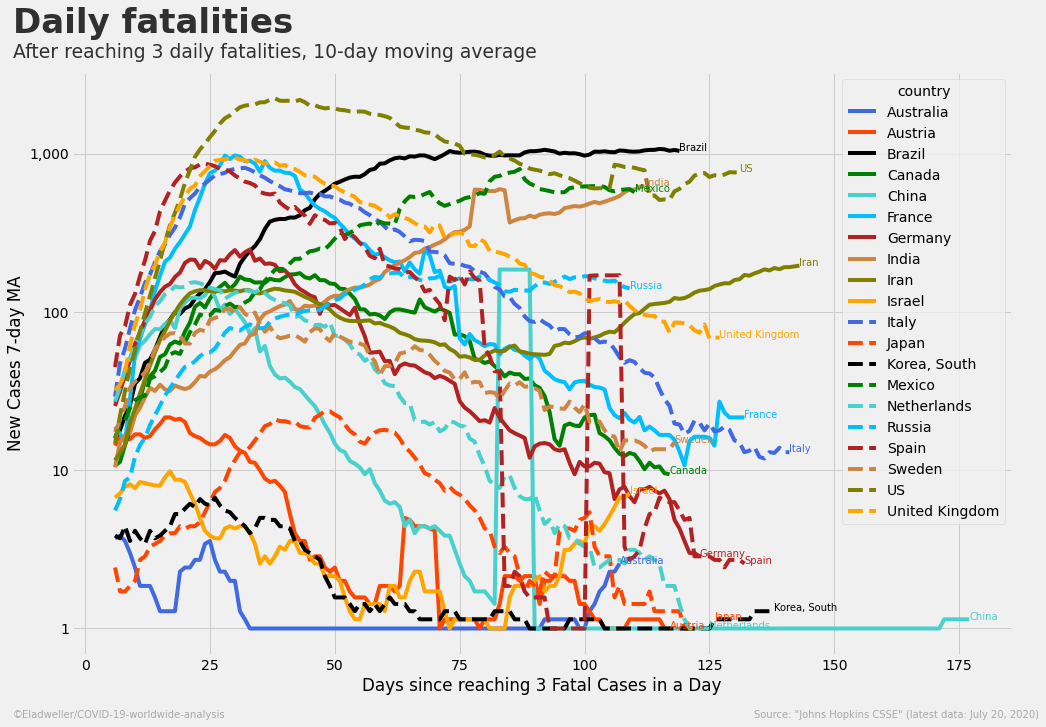 Daily fatalities
After reaching 3 daily fatalities, 10-day moving average
New Cases 7-day MA
1,000
100
10
1
0
25
50
75
100
125
150
175
Days since reaching 3 Fatal Cases in a Day
country
Australia
Austria
Brazil
Canada
China
France
Germany
India
Iran
Israel
Italy
Japan
Korea, South
Mexico
Netherlands
Russia
Spain
Sweden
US
United Kingdom
Brazil
US
India
Mexico
Iran
Russia
United Kingdom
France
Sweden
Italy
Canada
Israel
Germany
Spain
Australia
Korea, South
Japan
China
Austria
Netherlands
©Eladweller/COVID-19-worldwide-analysis
Source: "Johns Hopkins CSSE" (latest data: July 20, 2020)